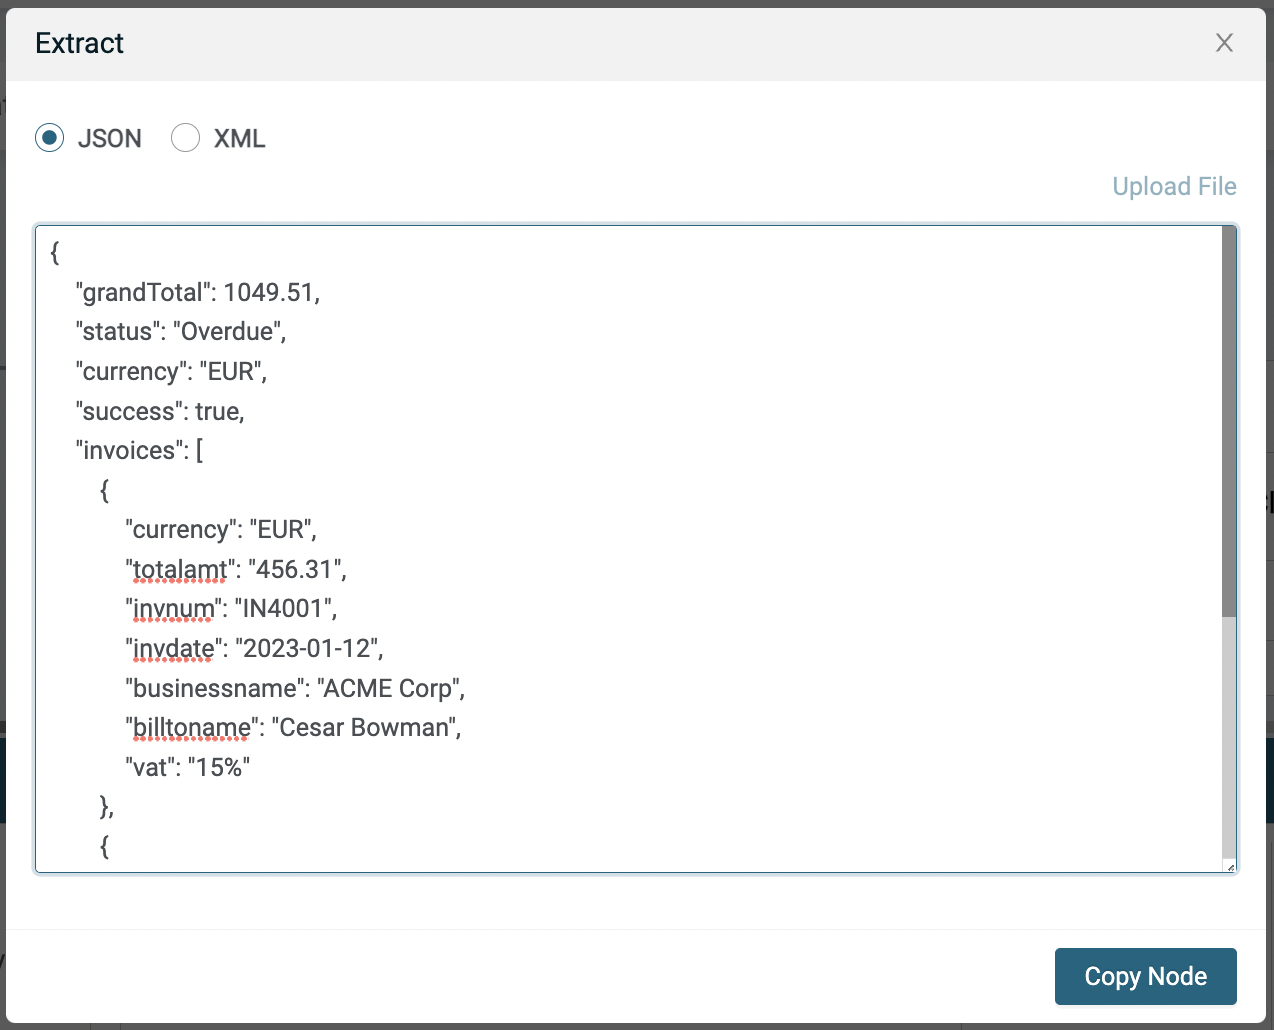 Extract
JSON XML
Upload File
{
"grandTotal": 1049.51,
"status": "Overdue",
"currency": "EUR",
"success": true,
"invoices": [
{
"currency": "EUR",
"totalamt": "456.31",
"invnum": "IN4001",
"invdate": "2023-01-12",
"businessname": "ACME Corp",
"billtoname": "Cesar Bowman",
"vat": "15%"
},
{
Copy Node